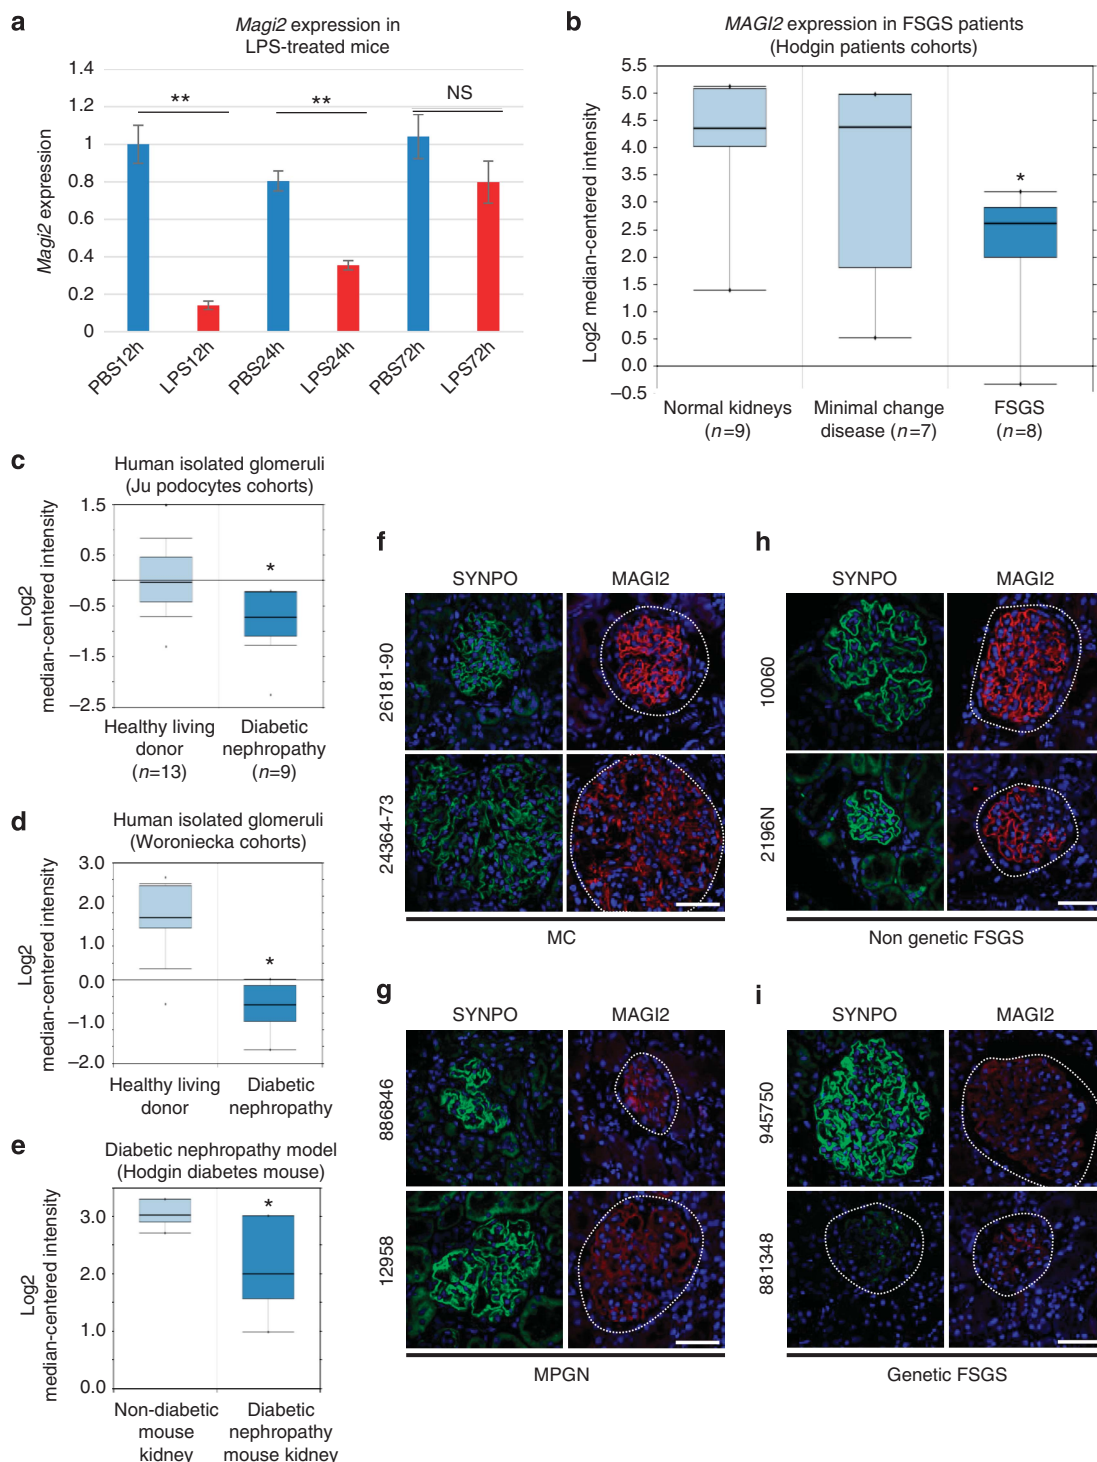 a
Magi2 expression in
LPS-treated mice
Magi2 expression
1.4
1.2
1
0.8
0.6
0.4
0.2
0
**
**
NS
PBS12h
LPS12h
PBS24h
LPS24h
PBS72h
LPS72h
b
MAGI2 expression in FSGS patients
(Hodgin patients cohorts)
Log2 median-centered intensity
5.5
5.0
4.5
4.0
3.5
3.0
2.5
2.0
1.5
1.0
0.5
0.0
–0.5
*
Normal kidneys
(n=9)
Minimal change
disease (n=7)
FSGS
(n=8)
c
Human isolated glomeruli
(Ju podocytes cohorts)
Log2
median-centered intensity
1.5
0.5
–0.5
–1.5
–2.5
*
Healthy living
donor
(n=13)
Diabetic
nephropathy
(n=9)
d
Human isolated glomeruli
(Woroniecka cohorts)
Log2
median-centered intensity
3.0
2.0
1.0
0.0
–1.0
–2.0
*
Healthy living
donor
Diabetic
nephropathy
e
Diabetic nephropathy model
(Hodgin diabetes mouse)
Log2
median-centered intensity
3.0
2.0
1.0
0.0
*
Non-diabetic
mouse
kidney
Diabetic
nephropathy
mouse kidney
f
SYNPO
MAGI2
26181-90
24364-73
MC
g
SYNPO
MAGI2
886846
12958
MPGN
h
SYNPO
MAGI2
10060
2196N
Non genetic FSGS
i
SYNPO
MAGI2
945750
881348
Genetic FSGS